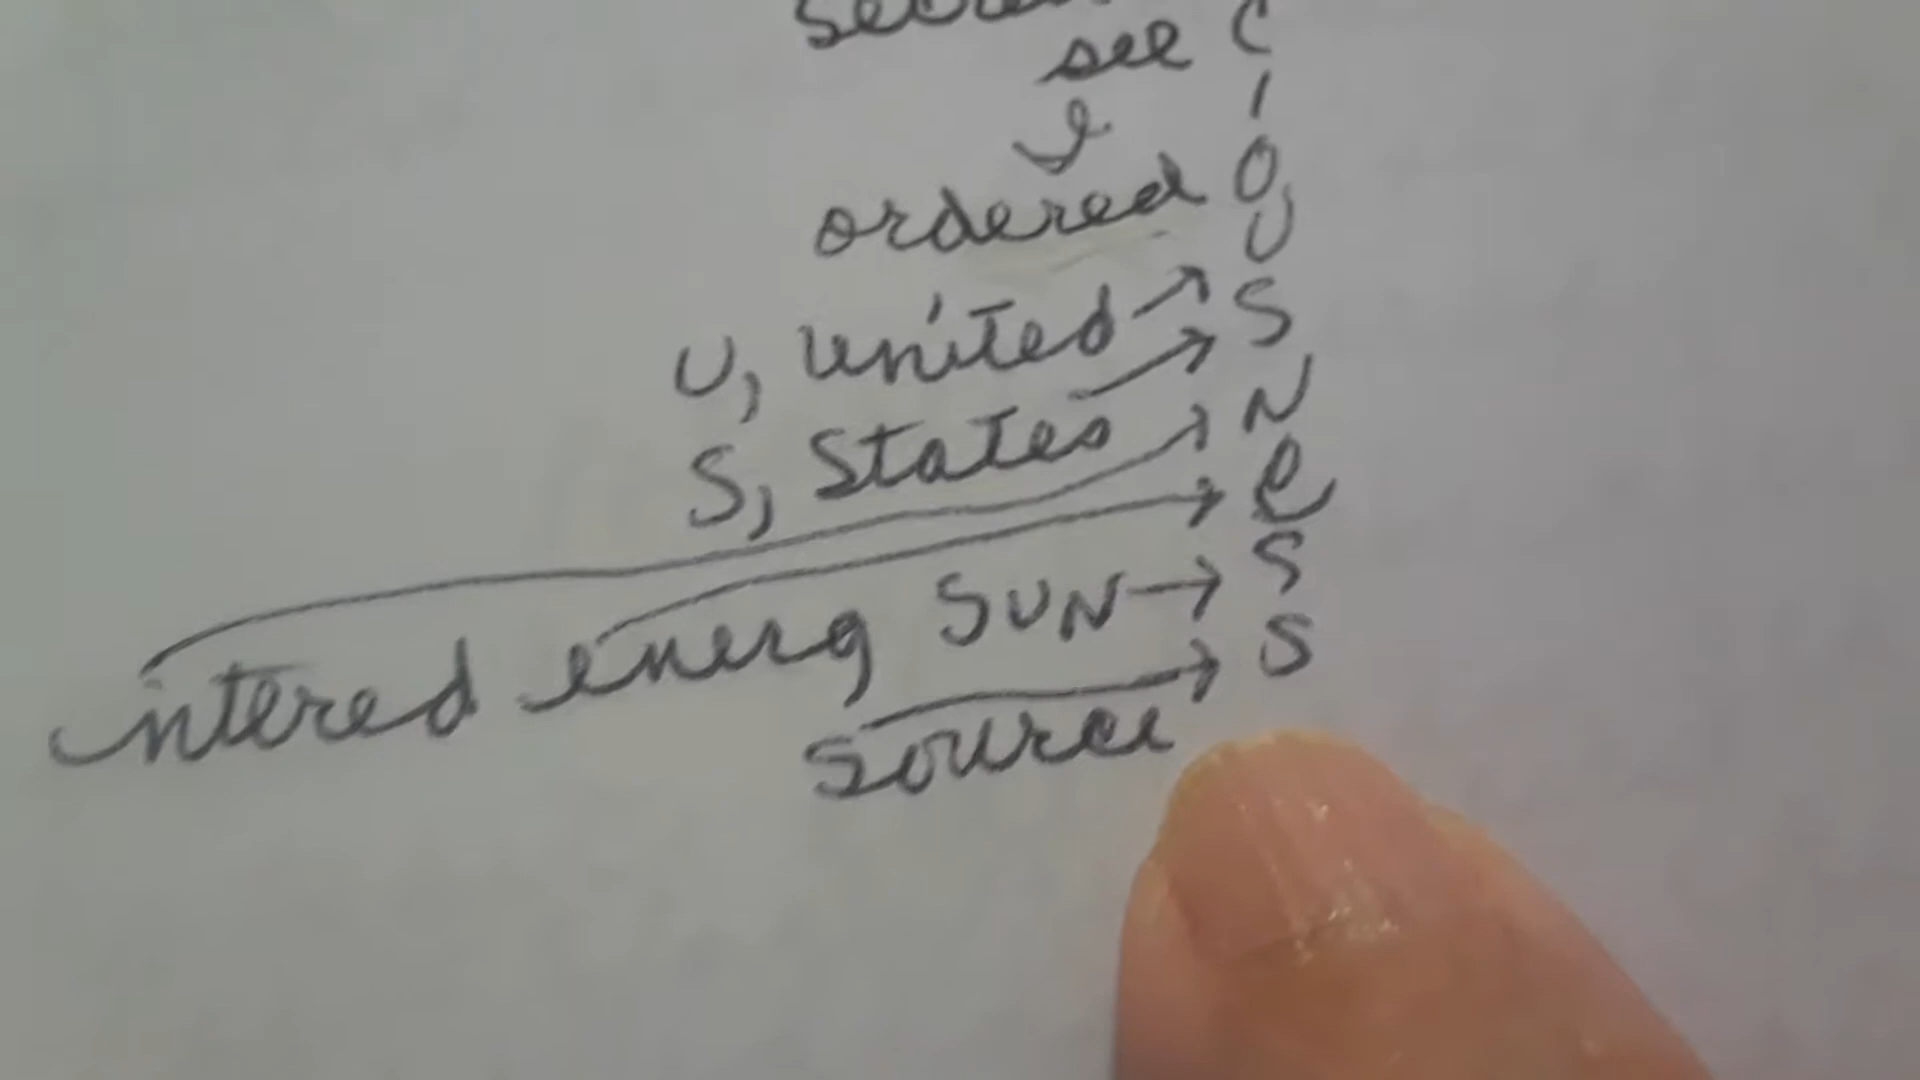 see C
I I
ordered O
U, United U
S, States S
N
e
intered energ SUN S
source S